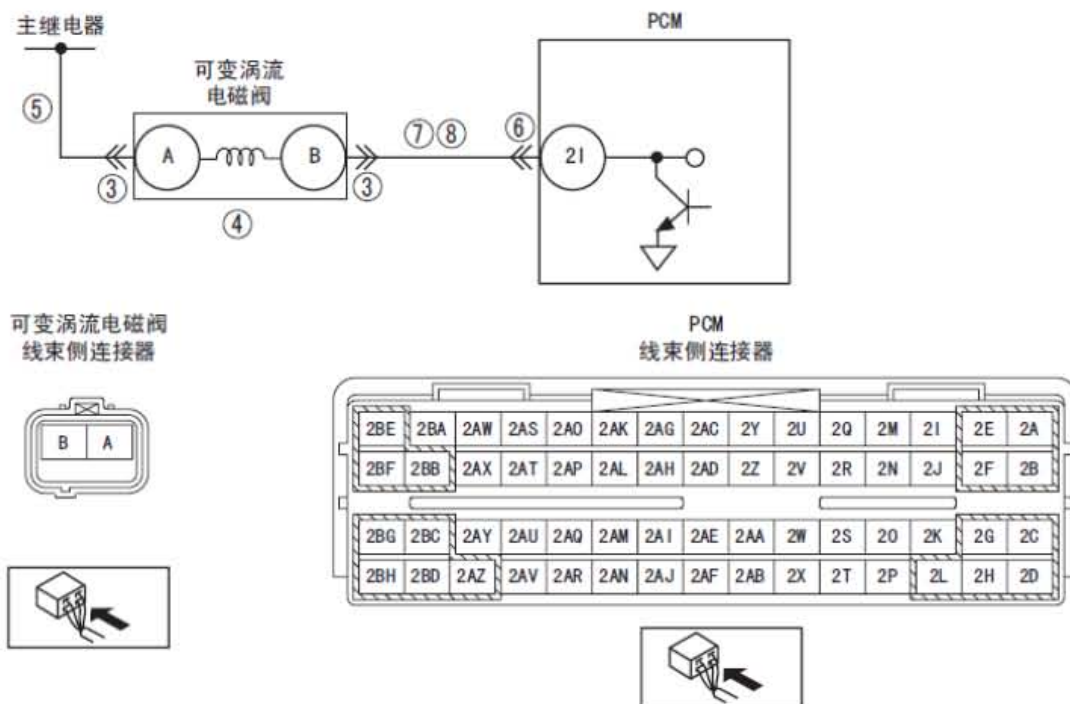 主继电器
PCM
可变涡流
电磁阀
⑤
⑦⑧
⑥
A
B
2I
③
③
④
可变涡流电磁阀
线束侧连接器
PCM
线束侧连接器
B A
2BE 2BA 2AW 2AS 2AO 2AK 2AG 2AC 2Y 2U 2Q 2M 2I 2E 2A
2BF 2BB 2AX 2AT 2AP 2AL 2AH 2AD 2Z 2V 2R 2N 2J 2F 2B
2BG 2BC 2AY 2AU 2AQ 2AM 2AI 2AE 2AA 2W 2S 2O 2K 2G 2C
2BH 2BD 2AZ 2AV 2AR 2AN 2AJ 2AF 2AB 2X 2T 2P 2L 2H 2D